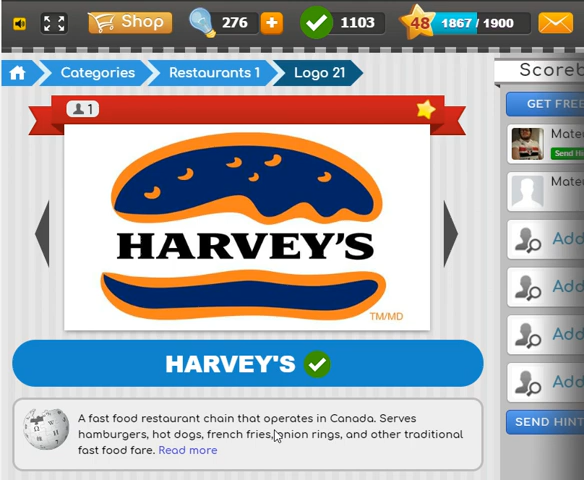 Shop
276
1103
48
1867 / 1900
Categories
Restaurants 1
Logo 21
Scoreb
1
GET FREE
HARVEY'S
TM/MD
Mate
Send Hi
Mate
Add
Add
Add
Add
HARVEY'S
A fast food restaurant chain that operates in Canada. Serves
hamburgers, hot dogs, french fries, onion rings, and other traditional
fast food fare. Read more
SEND HINT